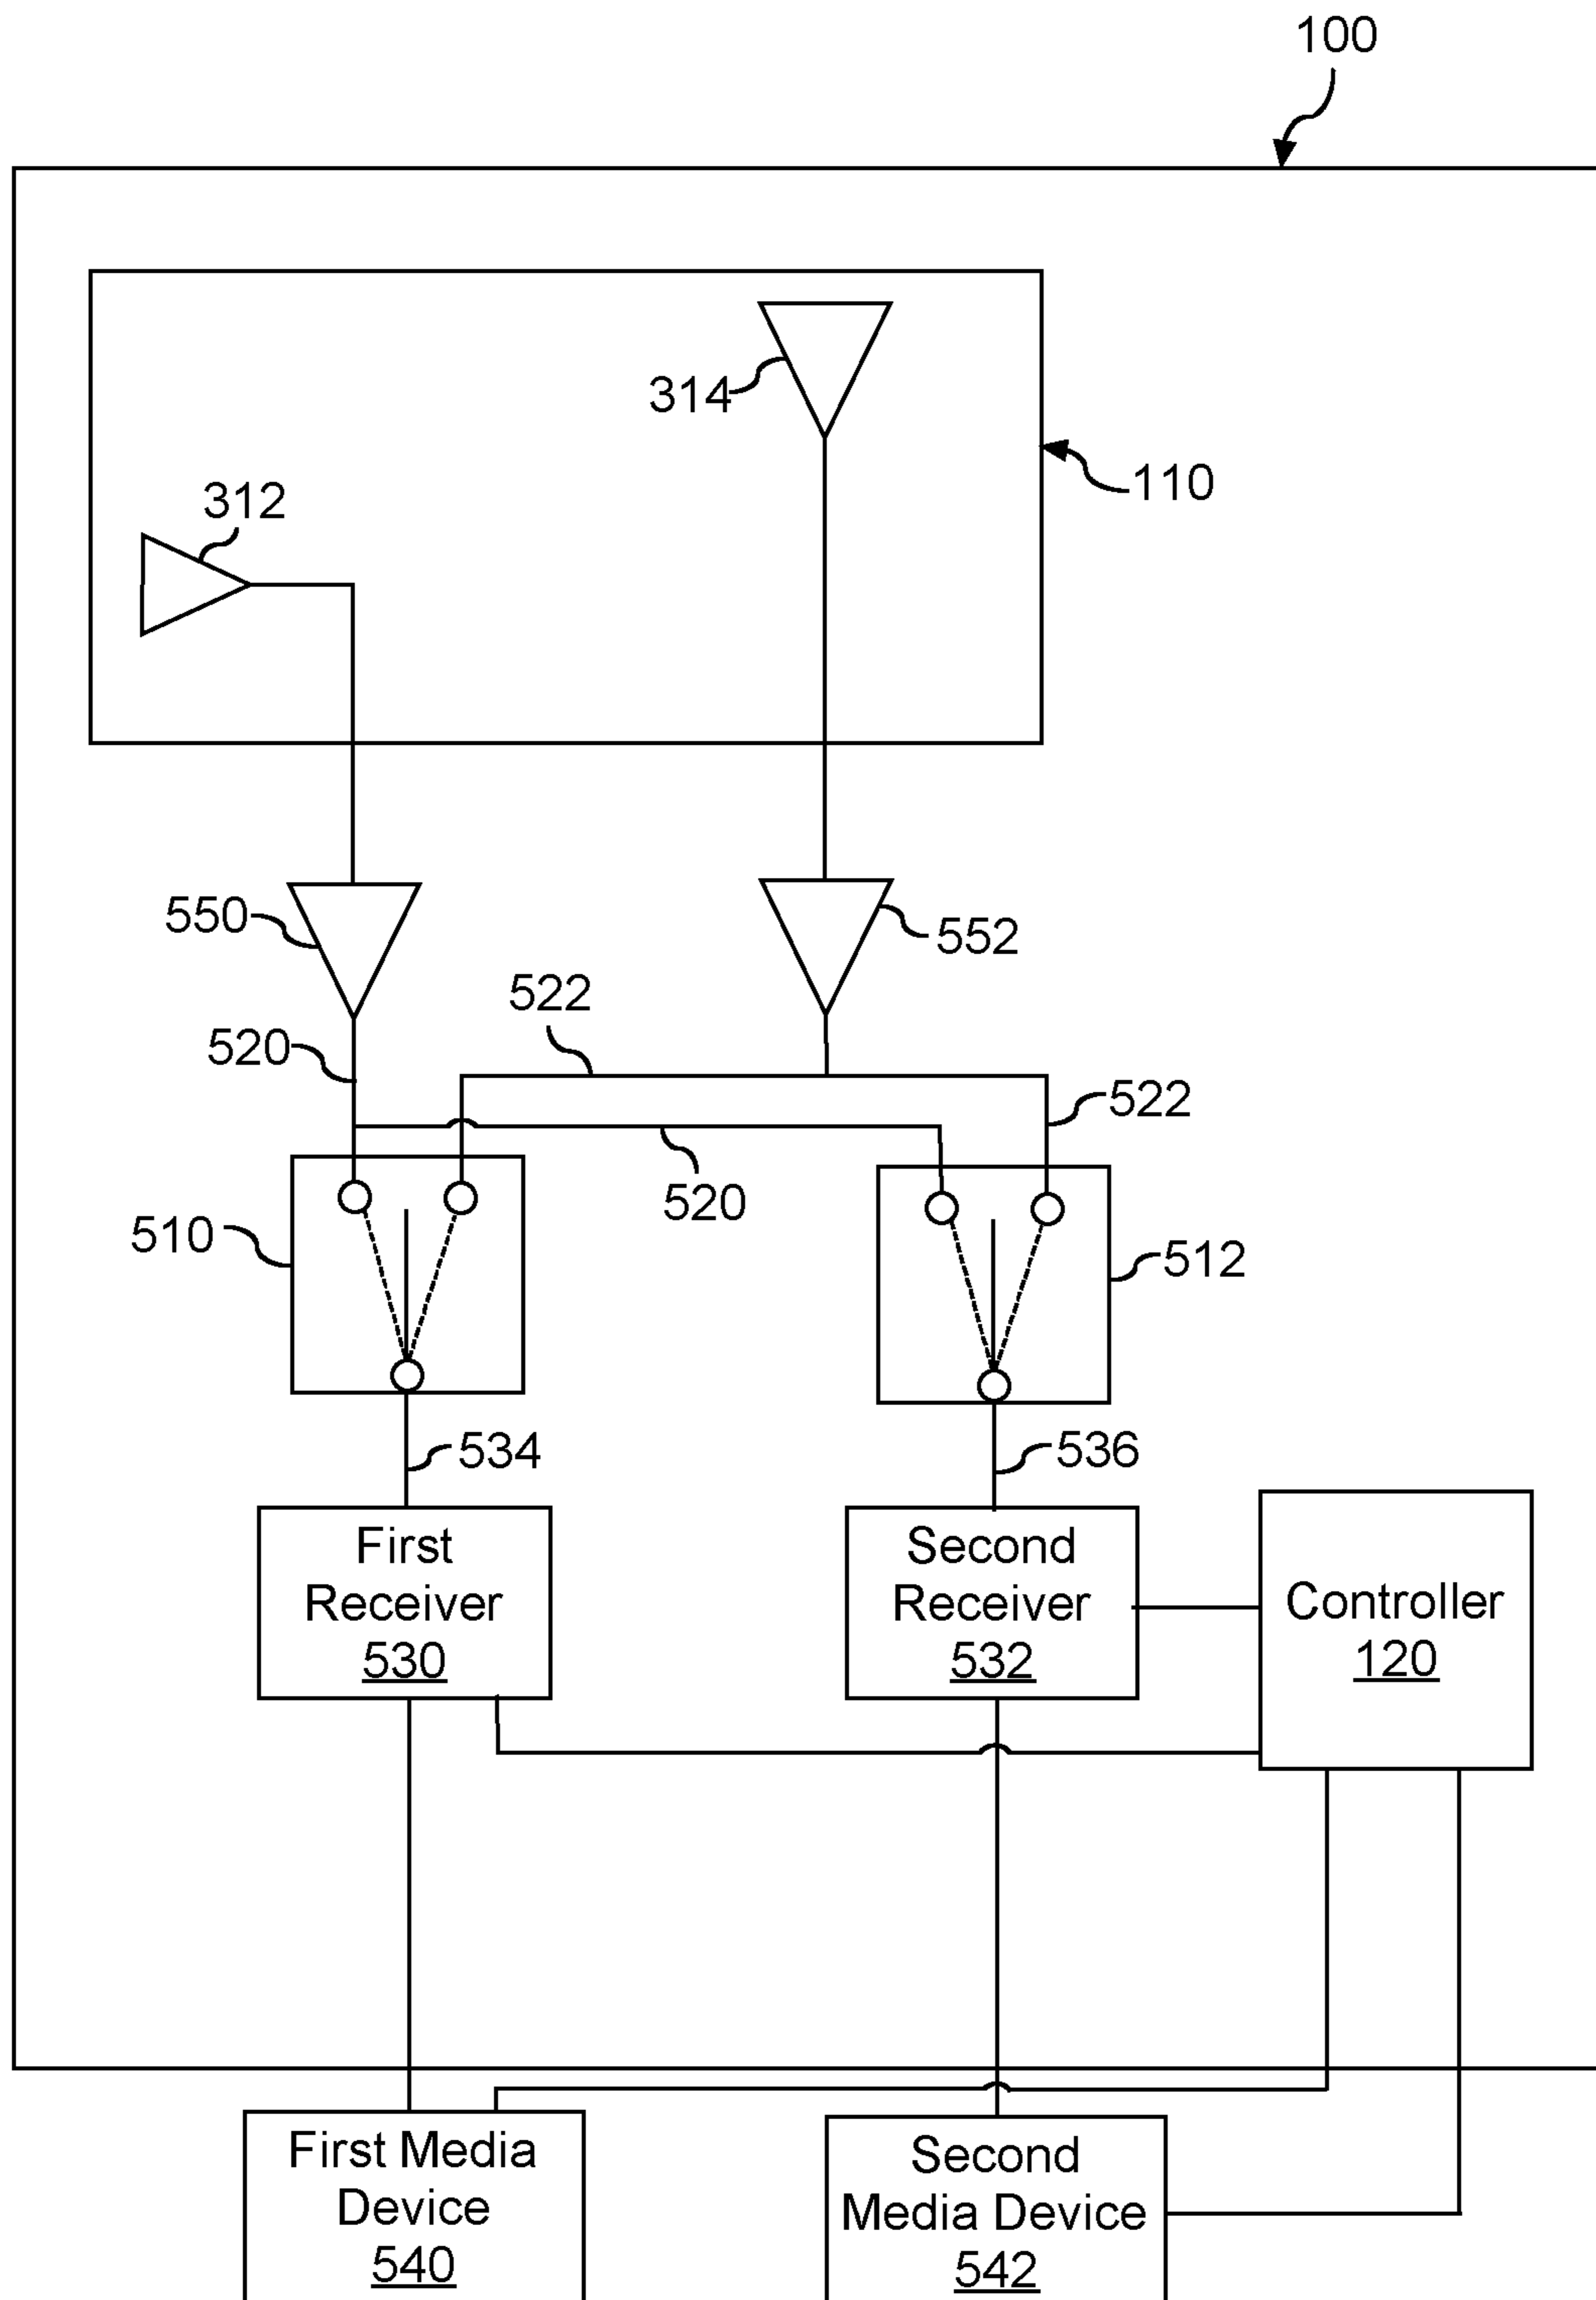 100
314
110
312
550
552
522
520
522
520
510
512
534
536
First
Receiver
530
Second
Receiver
532
Controller
120
First Media
Device
540
Second
Media Device
542